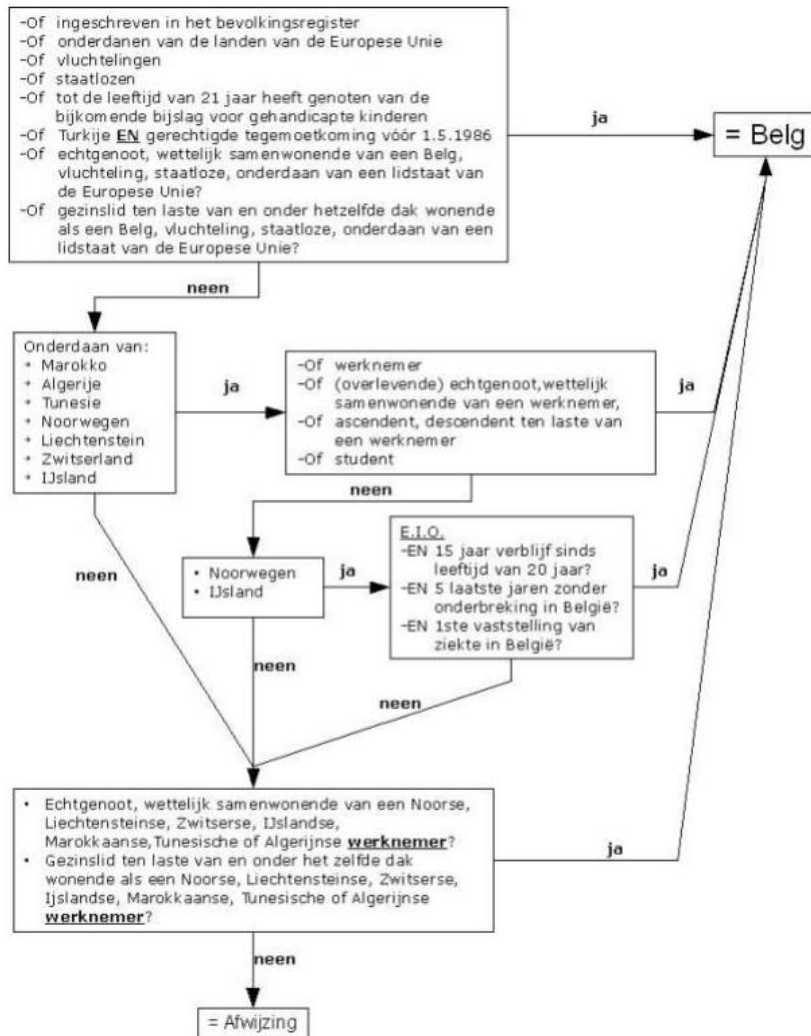 -Of ingeschreven in het bevolkingsregister
-Of onderdanen van de landen van de Europese Unie
-Of vluchtelingen
-Of staatlozen
-Of tot de leeftijd van 21 jaar heeft genoten van de
bijkomende bijslag voor gehandicapte kinderen
-Of Turkije EN gerechtigde tegemoetkoming vóór 1.5.1986
-Of echtgenoot, wettelijk samenwonende van een Belg,
vluchteling, staatloze, onderdaan van een lidstaat van
de Europese Unie?
-Of gezinslid ten laste van en onder hetzelfde dak wonende
als een Belg, vluchteling, staatloze, onderdaan van een
lidstaat van de Europese Unie?
ja
= Belg
neen
Onderdaan van:
+ Marokko
+ Algerije
+ Tunesie
+ Noorwegen
+ Liechtenstein
+ Zwitserland
+ IJsland
ja
-Of werknemer
-Of (overlevende) echtgenoot,wettelijk
samenwonende van een werknemer,
-Of ascendent, descendent ten laste van
een werknemer
-Of student
ja
neen
neen
• Noorwegen
• IJsland
ja
E.I.O.
-EN 15 jaar verblijf sinds
leeftijd van 20 jaar?
-EN 5 laatste jaren zonder
onderbreking in België?
-EN 1ste vaststelling van
ziekte in België?
ja
neen
neen
• Echtgenoot, wettelijk samenwonende van een Noorse,
Liechtensteinse, Zwitserse, IJslandse,
Marokkaanse,Tunesische of Algerijnse werknemer?
• Gezinslid ten laste van en onder het zelfde dak
wonende als een Noorse, Liechtensteinse, Zwitserse,
Ijslandse, Marokkaanse, Tunesische of Algerijnse
werknemer?
ja
neen
= Afwijzing